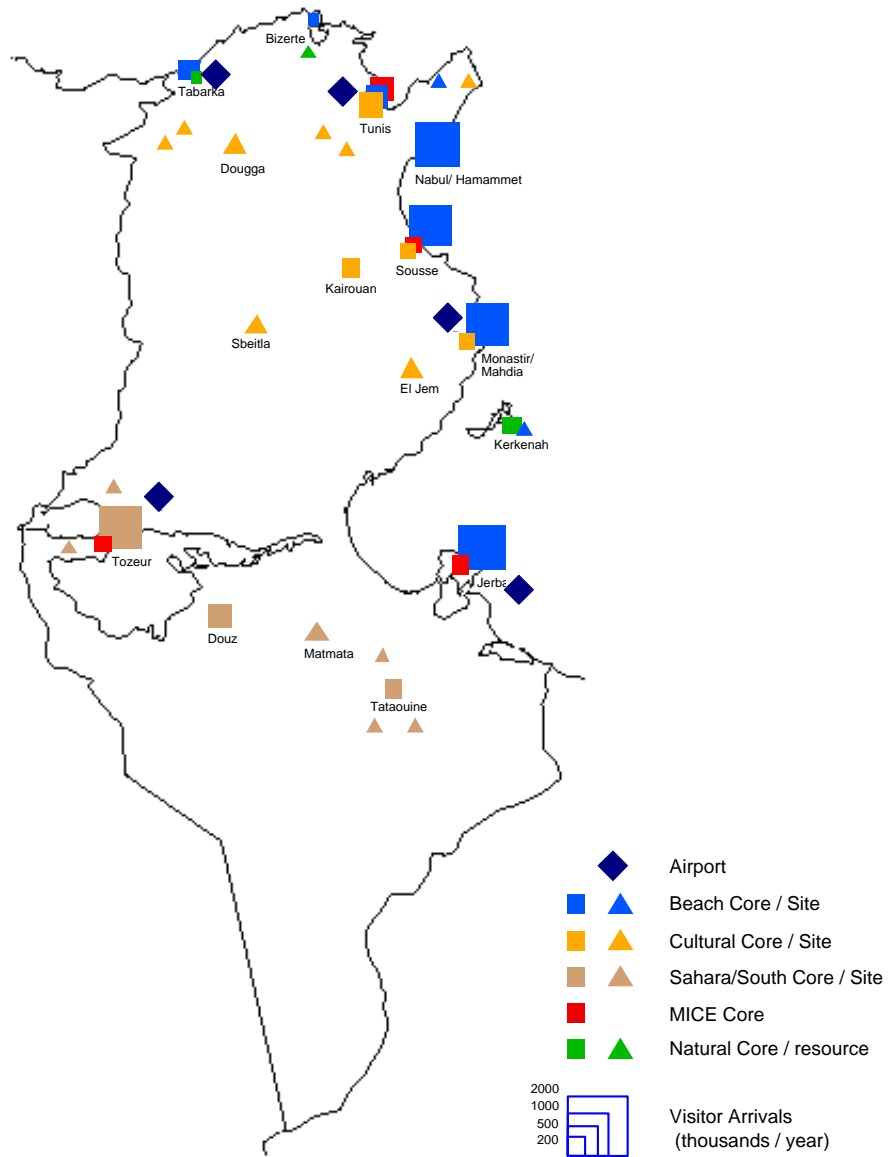 Bizerte
Tabarka
Tunis
Dougga
Nabul/ Hamammet
Sousse
Kairouan
Sbeitla
Monastir/
Mahdia
El Jem
Kerkenah
Tozeur
Jerba
Douz
Matmata
Tataouine
Airport
Beach Core / Site
Cultural Core / Site
Sahara/South Core / Site
MICE Core
Natural Core / resource
2000
1000
500
200
Visitor Arrivals
(thousands / year)